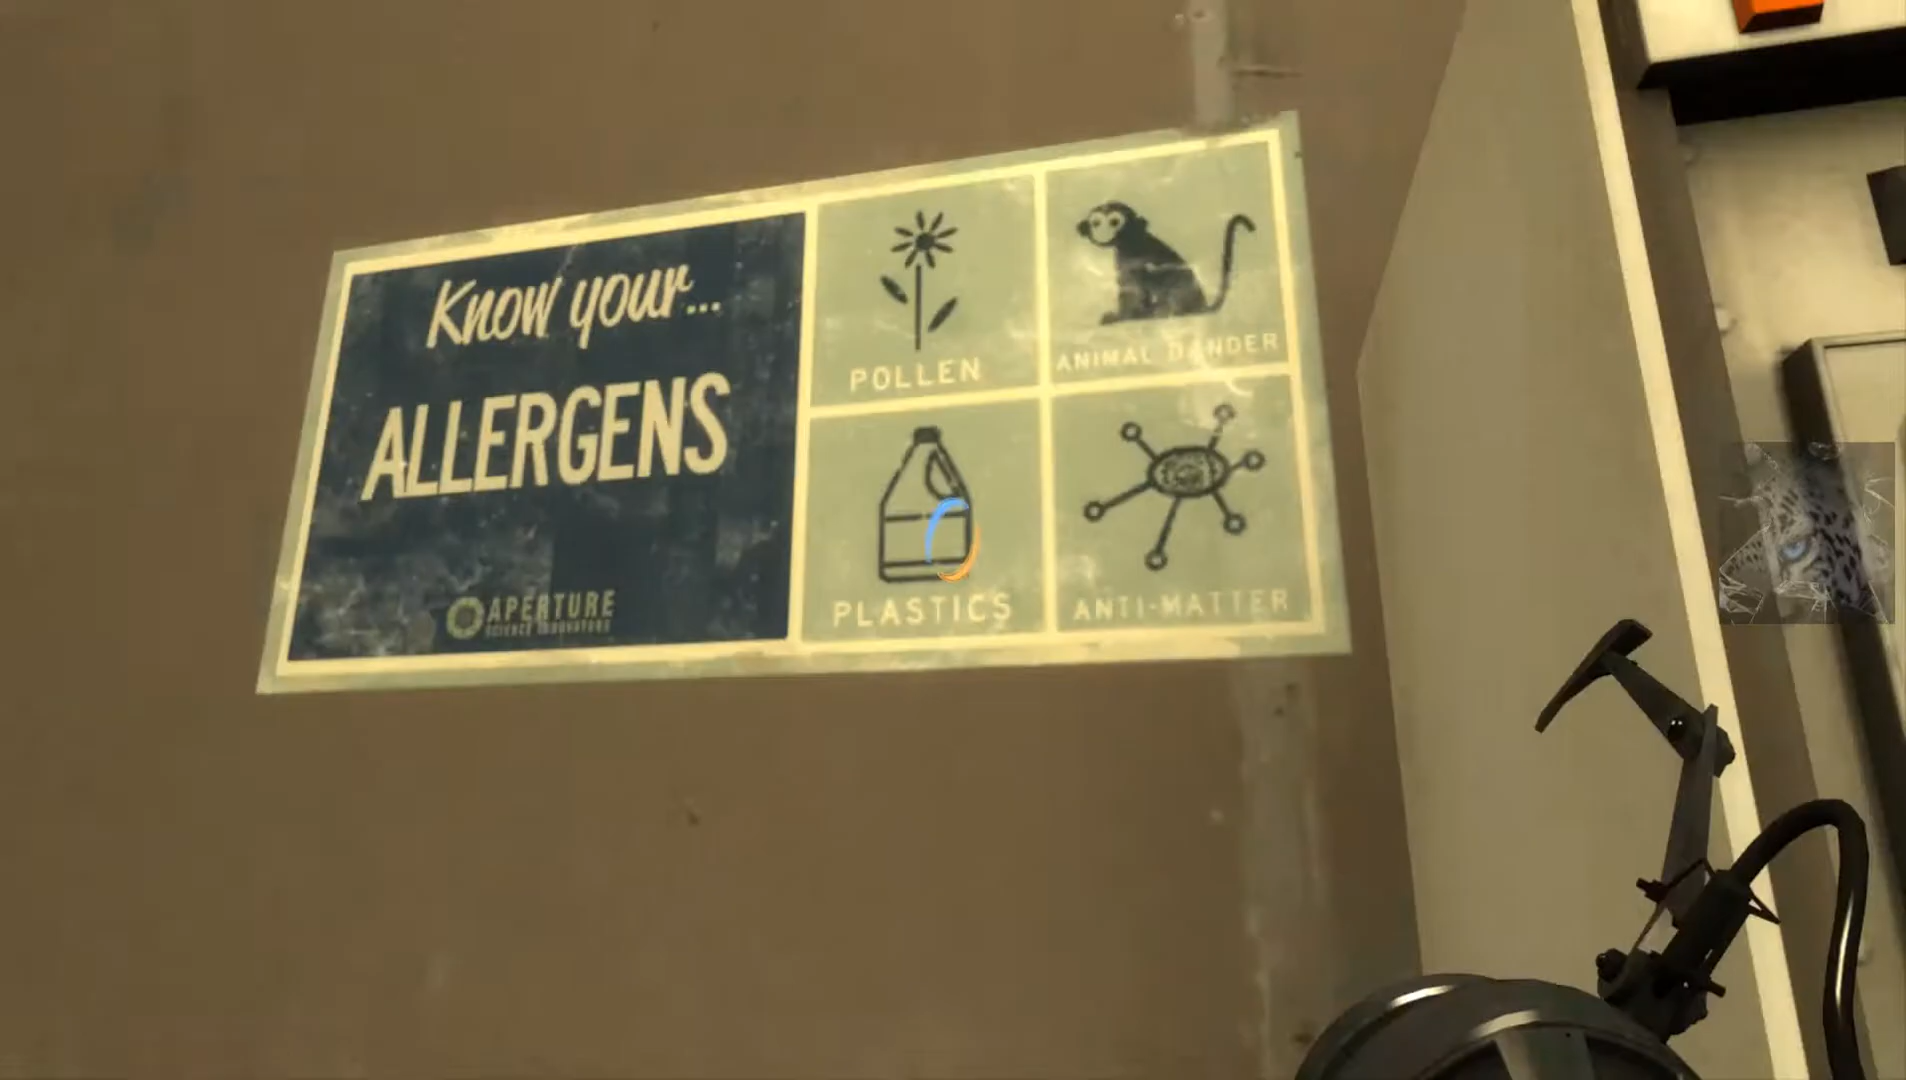 Know your...
ALLERGENS
APERTURE
POLLEN
ANIMAL DANDER
PLASTICS
ANTI-MATTER